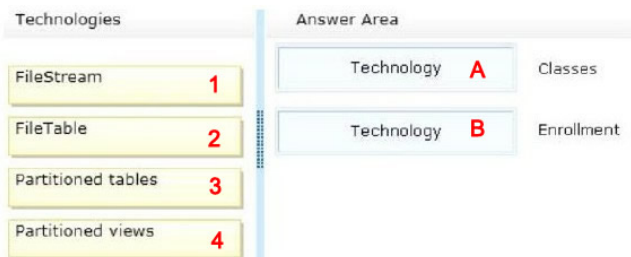 Technologies
Answer Area
FileStream 1
FileTable 2
Partitioned tables 3
Partitioned views 4
Technology A Classes
Technology B Enrollment